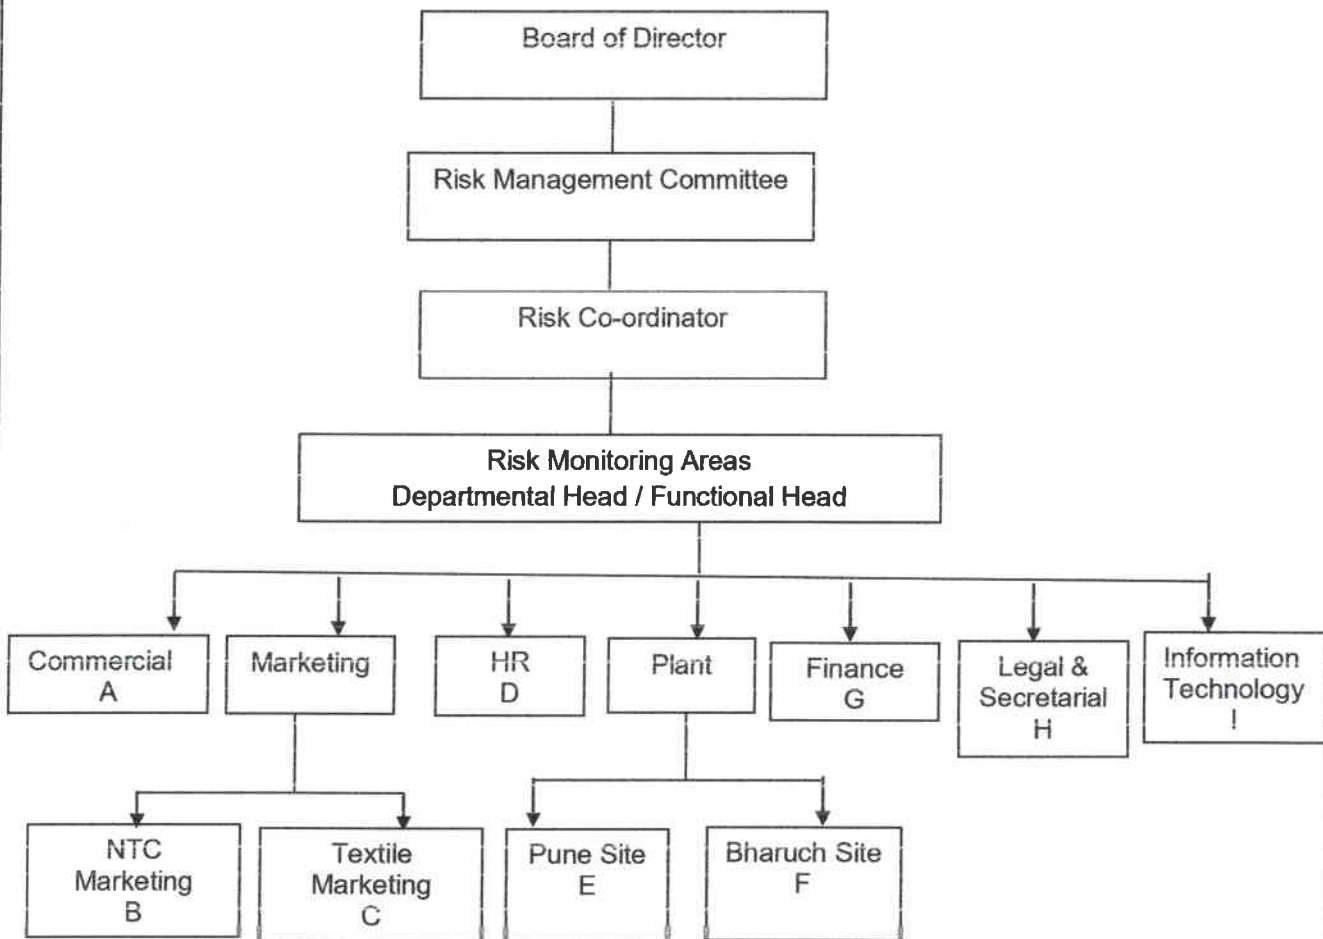 Board of Director
Risk Management Committee
Risk Co-ordinator
Risk Monitoring Areas
Departmental Head / Functional Head
Commercial
A
Marketing
HR
D
Plant
Finance
G
Legal &
Secretarial
H
Information
Technology
I
NTC
Marketing
B
Textile
Marketing
C
Pune Site
E
Bharuch Site
F